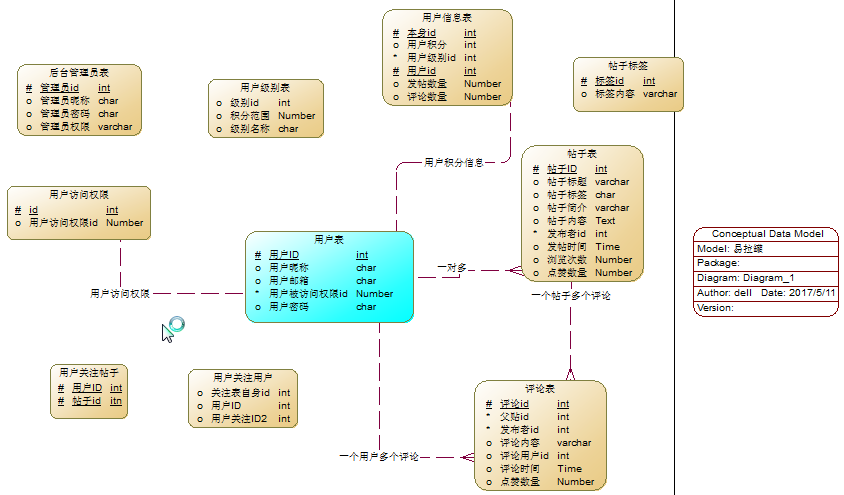 用户信息表
# 本身id int
o 用户积分 int
* 用户级别id int
# 用户id int
o 发帖数量 Number
o 评论数量 Number
后台管理员表
# 管理员id int
o 管理员昵称 char
o 管理员密码 char
o 管理员权限 varchar
用户级别表
o 级别id int
o 积分范围 Number
o 级别名称 char
帖子标签
# 标签id int
o 标签内容 varchar
用户积分信息
帖子表
# 帖子ID int
o 帖子标题 varchar
o 帖子标签 char
o 帖子简介 varchar
o 帖子内容 Text
* 发布者id int
o 发帖时间 Time
o 浏览次数 Number
o 点赞数量 Number
用户访问权限
# id int
o 用户访问权限id Number
用户表
# 用户ID int
o 用户昵称 char
o 用户邮箱 char
* 用户被访问权限id Number
o 用户密码 char
一对多
用户访问权限
一个帖子多个评论
Conceptual Data Model
Model: 易拉罐
Package:
Diagram: Diagram_1
Author: dell Date: 2017/5/11
Version:
用户关注帖子
# 用户ID int
# 帖子id itn
用户关注用户
o 关注表自身id int
o 用户ID int
o 用户关注ID2 int
评论表
# 评论id int
* 父贴id int
* 发布者id int
o 评论内容 varchar
o 评论用户id int
o 评论时间 Time
o 点赞数量 Number
一个用户多个评论